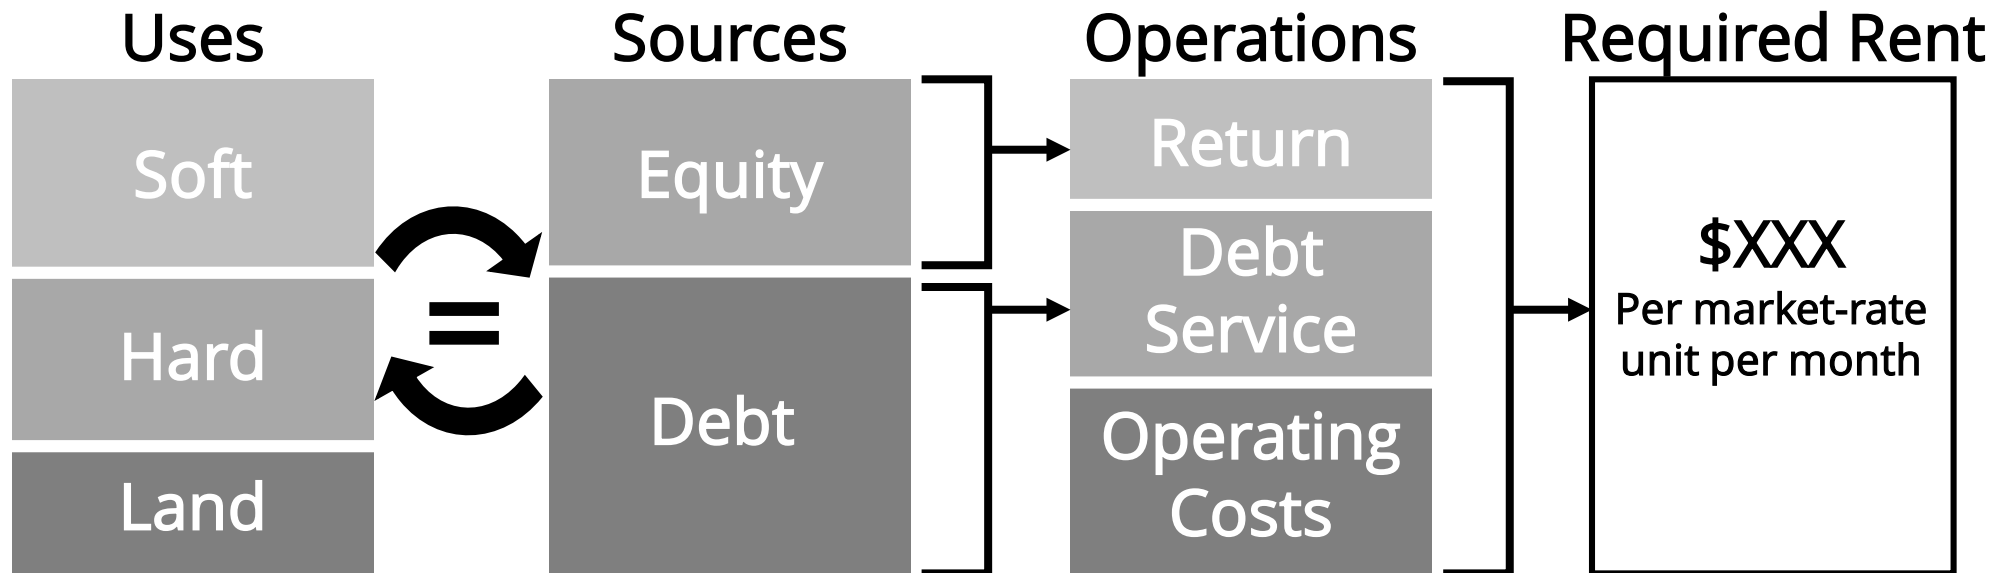 Uses
Sources
Operations
Required Rent
Soft
Hard
Land
=
Equity
Debt
Return
Debt
Service
Operating
Costs
$XXX
Per market-rate
unit per month